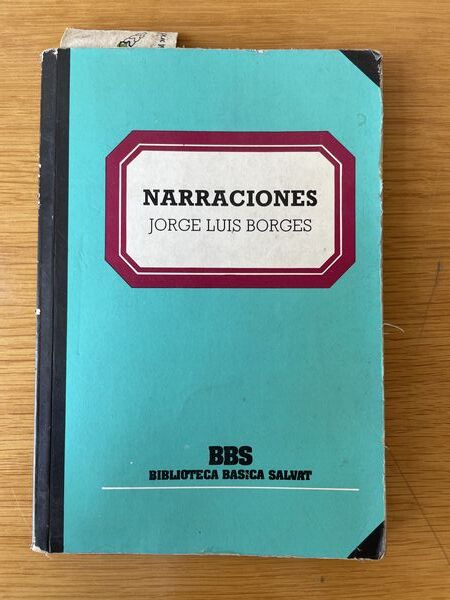 NARRACIONES
JORGE LUIS BORGES
BBS
BIBLIOTECA BASICA SALVAT